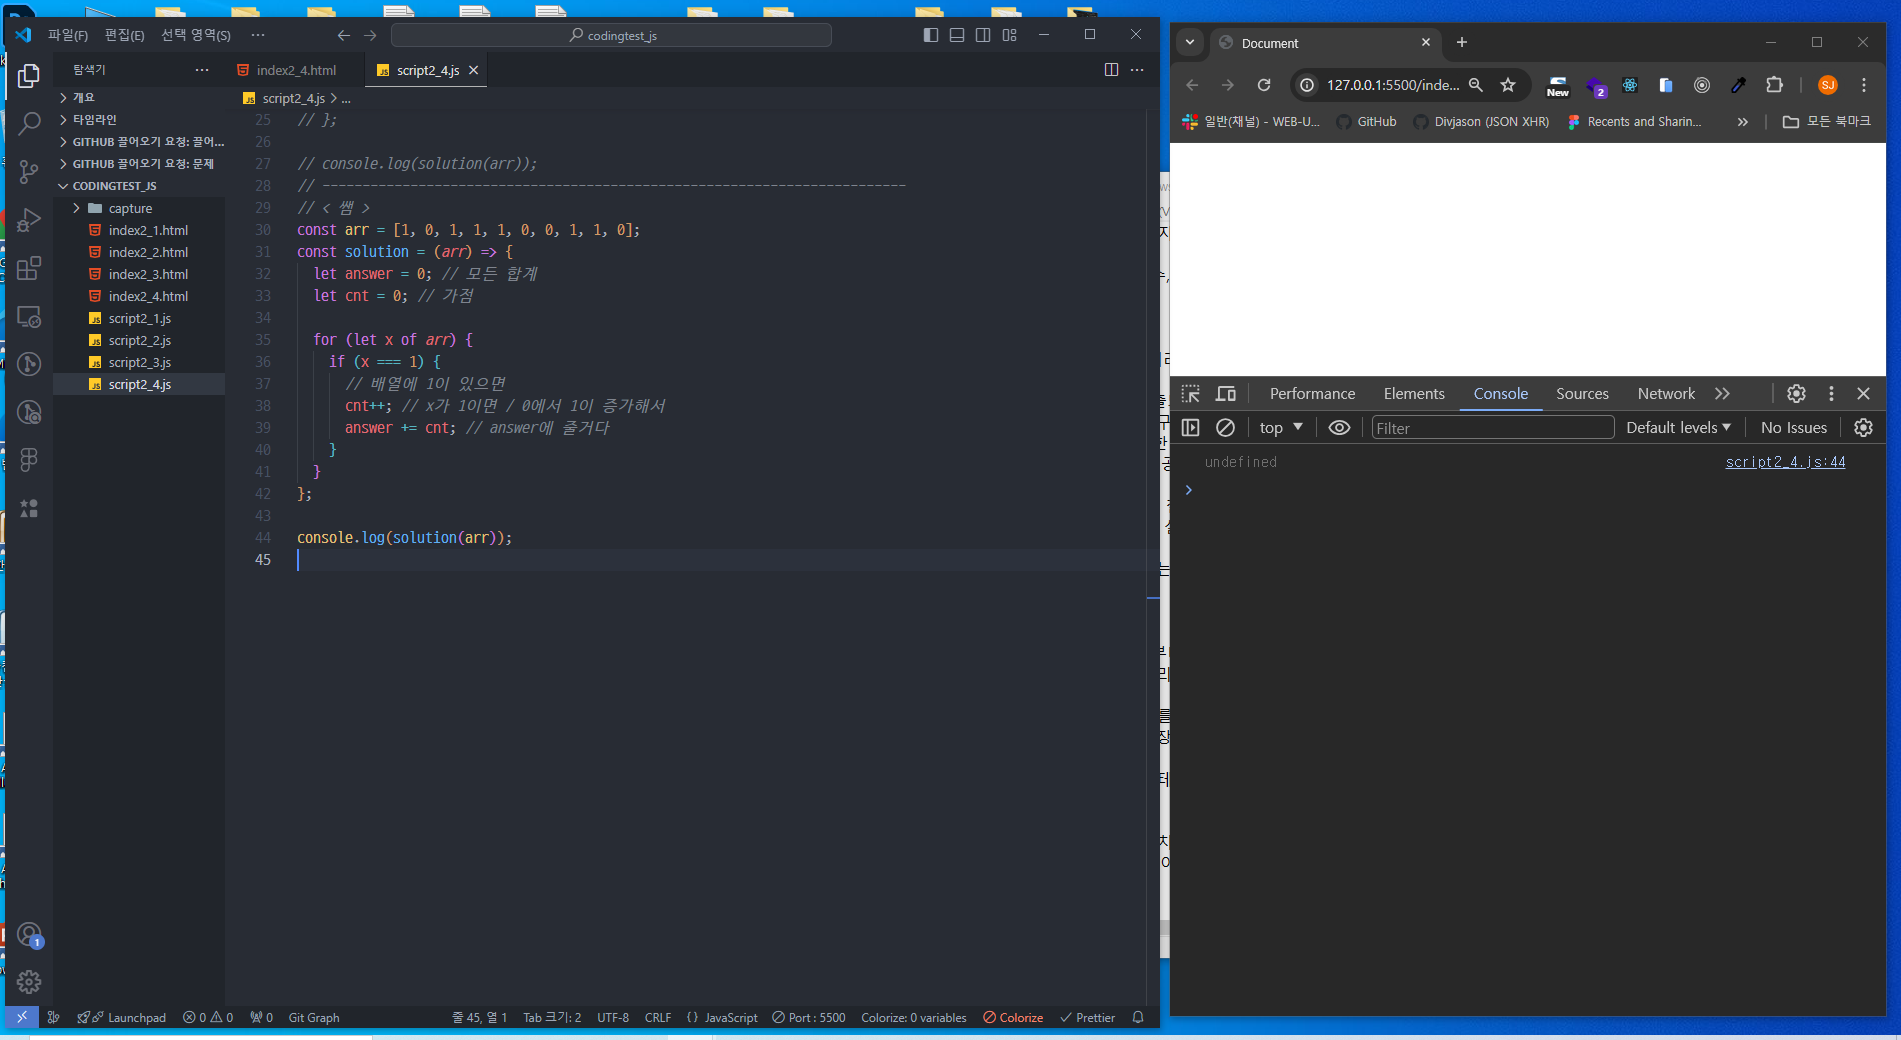 파일(F) 편집(E) 선택 영역(S) ··· codingtest_js
탐색기 ···
개요
타임라인
GITHUB 끌어오기 요청: 끌어...
GITHUB 끌어오기 요청: 문제
CODINGTEST_JS
capture
index2_1.html
index2_2.html
index2_3.html
index2_4.html
script2_1.js
script2_2.js
script2_3.js
script2_4.js
index2_4.html script2_4.js
script2_4.js > ...
25 // };
26
27 // console.log(solution(arr));
28 // -------------------------------------------------------------------------
29 // < 쌤 >
30 const arr = [1, 0, 1, 1, 1, 0, 0, 1, 1, 0];
31 const solution = (arr) => {
32 let answer = 0; // 모든 합계
33 let cnt = 0; // 가점
34
35 for (let x of arr) {
36 if (x === 1) {
37 // 배열에 1이 있으면
38 cnt++; // x가 1이면 / 0에서 1이 증가해서
39 answer += cnt; // answer에 줄거다
40 }
41 }
42 };
43
44 console.log(solution(arr));
45
1
Launchpad 0 0 0 Git Graph 줄 45, 열 1 Tab 크기: 2 UTF-8 CRLF {} JavaScript Port : 5500 Colorize: 0 variables Colorize Prettier
Document
127.0.0.1:5500/inde... New 2 SJ
일반(채널) - WEB-U... GitHub Divjason (JSON XHR) Recents and Sharin... » 모든 북마크
Performance Elements Console Sources Network
top Filter Default levels No Issues
undefined script2_4.js:44